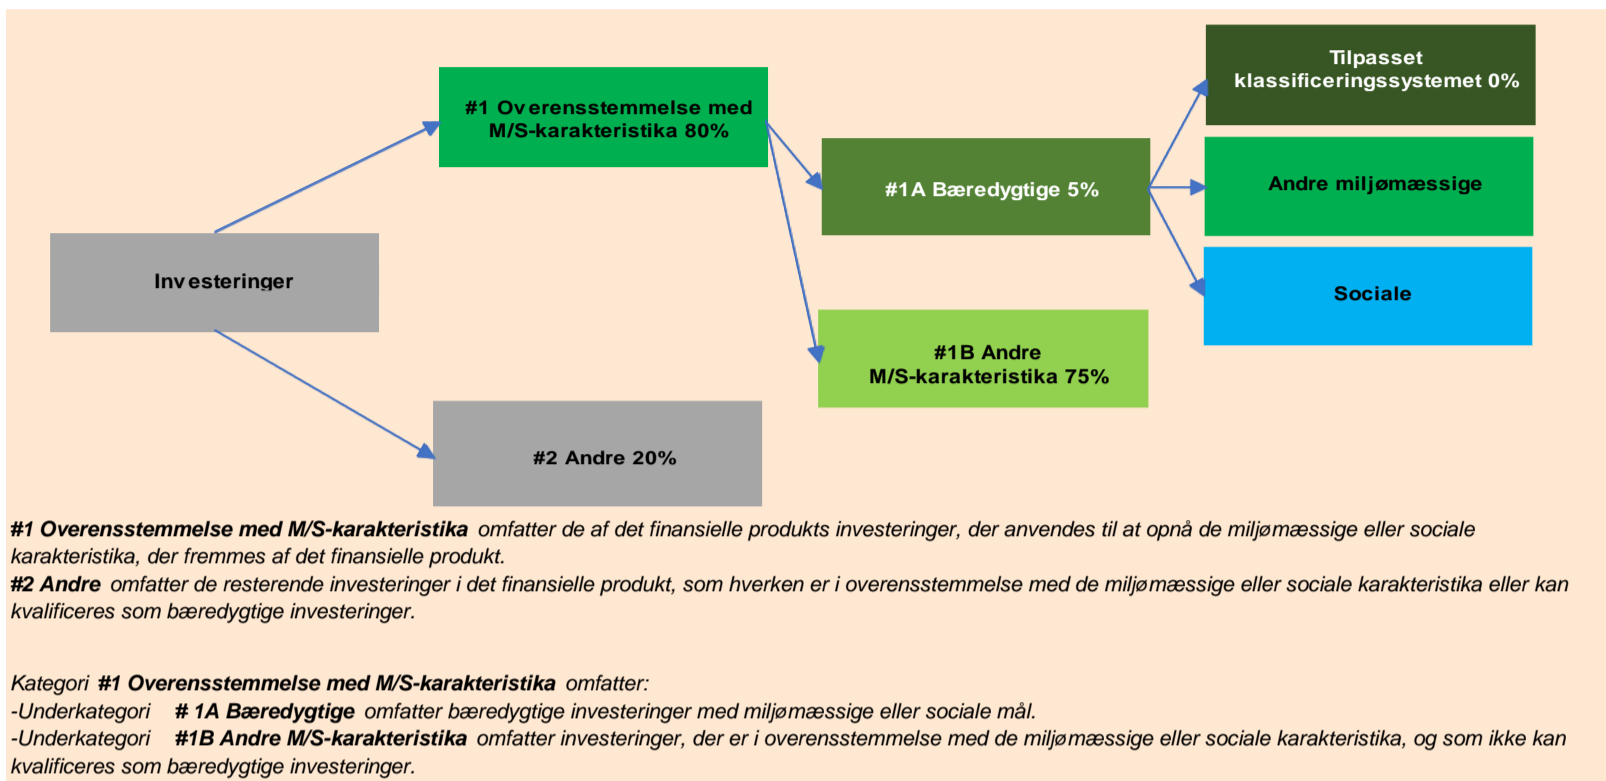 Tilpasset
klassificeringssystemet 0%
#1 Overensstemmelse med
M/S-karakteristika 80%
#1A Bæredygtige 5%
Andre miljømæssige
Investeringer
Sociale
#1B Andre
M/S-karakteristika 75%
#2 Andre 20%
#1 Overensstemmelse med M/S-karakteristika omfatter de af det finansielle produkts investeringer, der anvendes til at opnå de miljømæssige eller sociale
karakteristika, der fremmes af det finansielle produkt.
#2 Andre omfatter de resterende investeringer i det finansielle produkt, som hverken er i overensstemmelse med de miljømæssige eller sociale karakteristika eller kan
kvalificeres som bæredygtige investeringer.
Kategori #1 Overensstemmelse med M/S-karakteristika omfatter:
-Underkategori # 1A Bæredygtige omfatter bæredygtige investeringer med miljømæssige eller sociale mål.
-Underkategori #1B Andre M/S-karakteristika omfatter investeringer, der er i overensstemmelse med de miljømæssige eller sociale karakteristika, og som ikke kan
kvalificeres som bæredygtige investeringer.